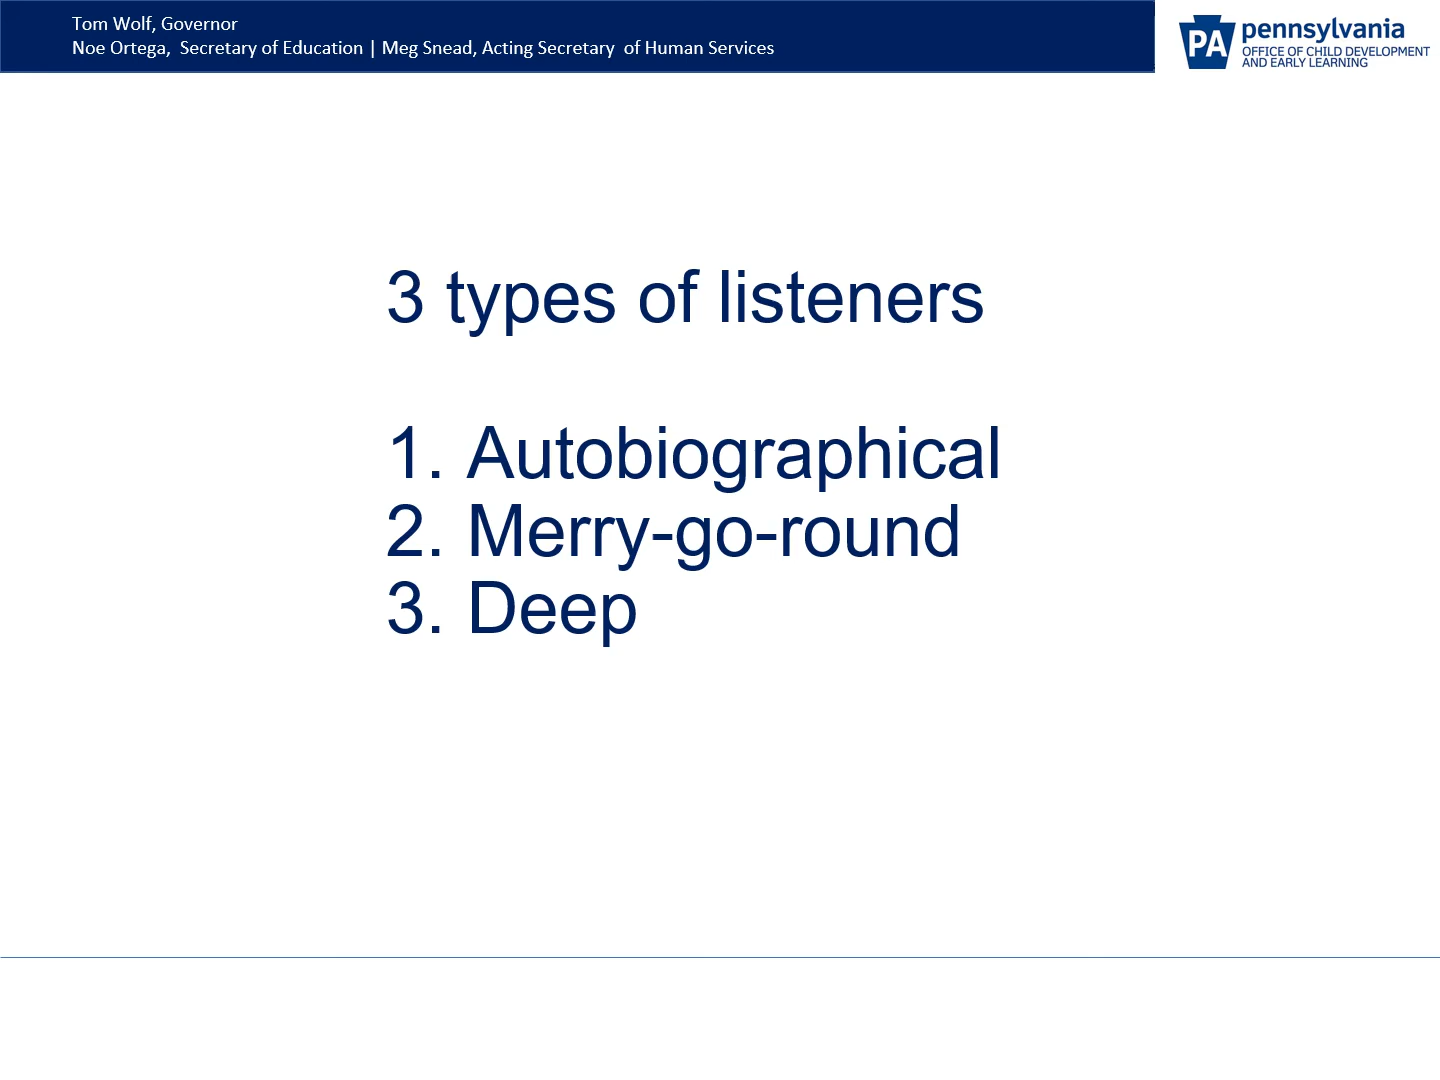 Tom Wolf, Governor
Noe Ortega,  Secretary of Education | Meg Snead, Acting Secretary  of Human Services
PA
pennsylvania
OFFICE OF CHILD DEVELOPMENT
AND EARLY LEARNING
3 types of listeners
1. Autobiographical
2. Merry-go-round
3. Deep